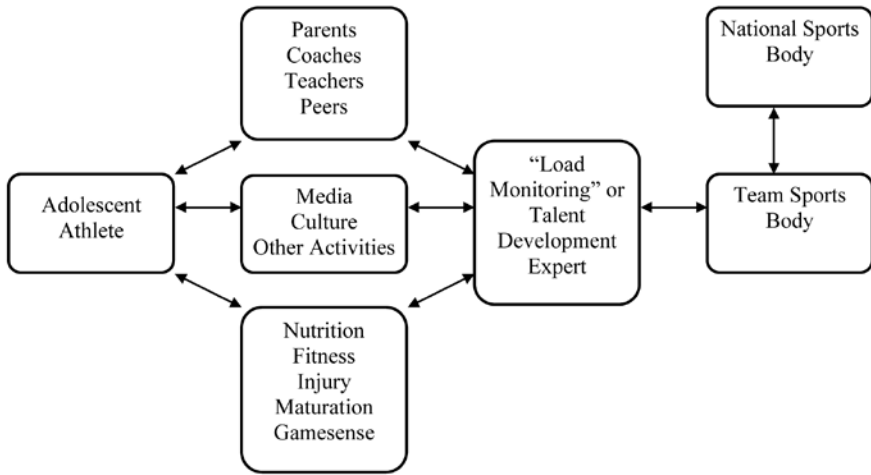 Parents
Coaches
Teachers
Peers
National Sports
Body
Adolescent
Athlete
Media
Culture
Other Activities
“Load
Monitoring” or
Talent
Development
Expert
Team Sports
Body
Nutrition
Fitness
Injury
Maturation
Gamesense